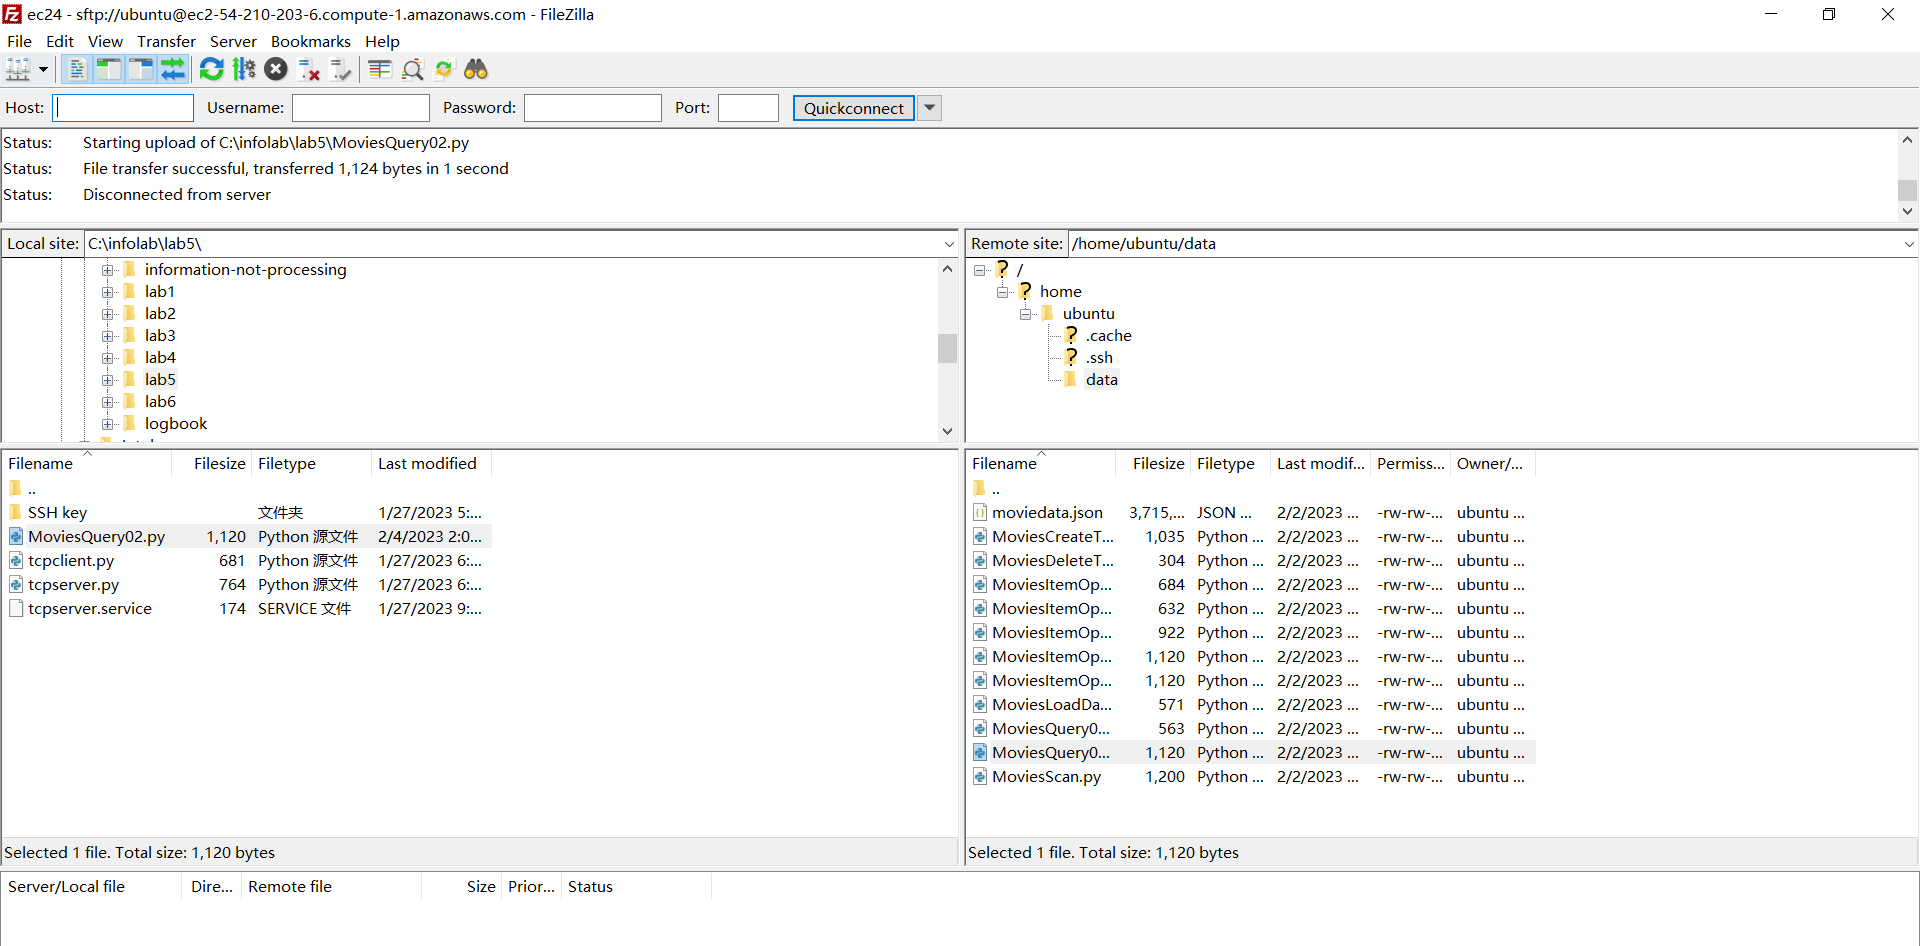 ec24 - sftp://ubuntu@ec2-54-210-203-6.compute-1.amazonaws.com - FileZilla
File Edit View Transfer Server Bookmarks Help
Host: Username: Password: Port: Quickconnect
Status: Starting upload of C:\infolab\lab5\MoviesQuery02.py
Status: File transfer successful, transferred 1,124 bytes in 1 second
Status: Disconnected from server
Local site: C:\infolab\lab5\
information-not-processing
lab1
lab2
lab3
lab4
lab5
lab6
logbook
Remote site: /home/ubuntu/data
/
home
ubuntu
.cache
.ssh
data
Filename Filesize Filetype Last modified
..
SSH key 文件夹 1/27/2023 5:...
MoviesQuery02.py 1,120 Python 源文件 2/4/2023 2:0...
tcpclient.py 681 Python 源文件 1/27/2023 6:...
tcpserver.py 764 Python 源文件 1/27/2023 6:...
tcpserver.service 174 SERVICE 文件 1/27/2023 9:...
Selected 1 file. Total size: 1,120 bytes
Filename Filesize Filetype Last modif... Permiss... Owner/...
..
moviedata.json 3,715,... JSON ... 2/2/2023 ... -rw-rw-... ubuntu ...
MoviesCreateT... 1,035 Python ... 2/2/2023 ... -rw-rw-... ubuntu ...
MoviesDeleteT... 304 Python ... 2/2/2023 ... -rw-rw-... ubuntu ...
MoviesItemOp... 684 Python ... 2/2/2023 ... -rw-rw-... ubuntu ...
MoviesItemOp... 632 Python ... 2/2/2023 ... -rw-rw-... ubuntu ...
MoviesItemOp... 922 Python ... 2/2/2023 ... -rw-rw-... ubuntu ...
MoviesItemOp... 1,120 Python ... 2/2/2023 ... -rw-rw-... ubuntu ...
MoviesItemOp... 1,120 Python ... 2/2/2023 ... -rw-rw-... ubuntu ...
MoviesLoadDa... 571 Python ... 2/2/2023 ... -rw-rw-... ubuntu ...
MoviesQuery0... 563 Python ... 2/2/2023 ... -rw-rw-... ubuntu ...
MoviesQuery0... 1,120 Python ... 2/2/2023 ... -rw-rw-... ubuntu ...
MoviesScan.py 1,200 Python ... 2/2/2023 ... -rw-rw-... ubuntu ...
Selected 1 file. Total size: 1,120 bytes
Server/Local file Dire... Remote file Size Prior... Status